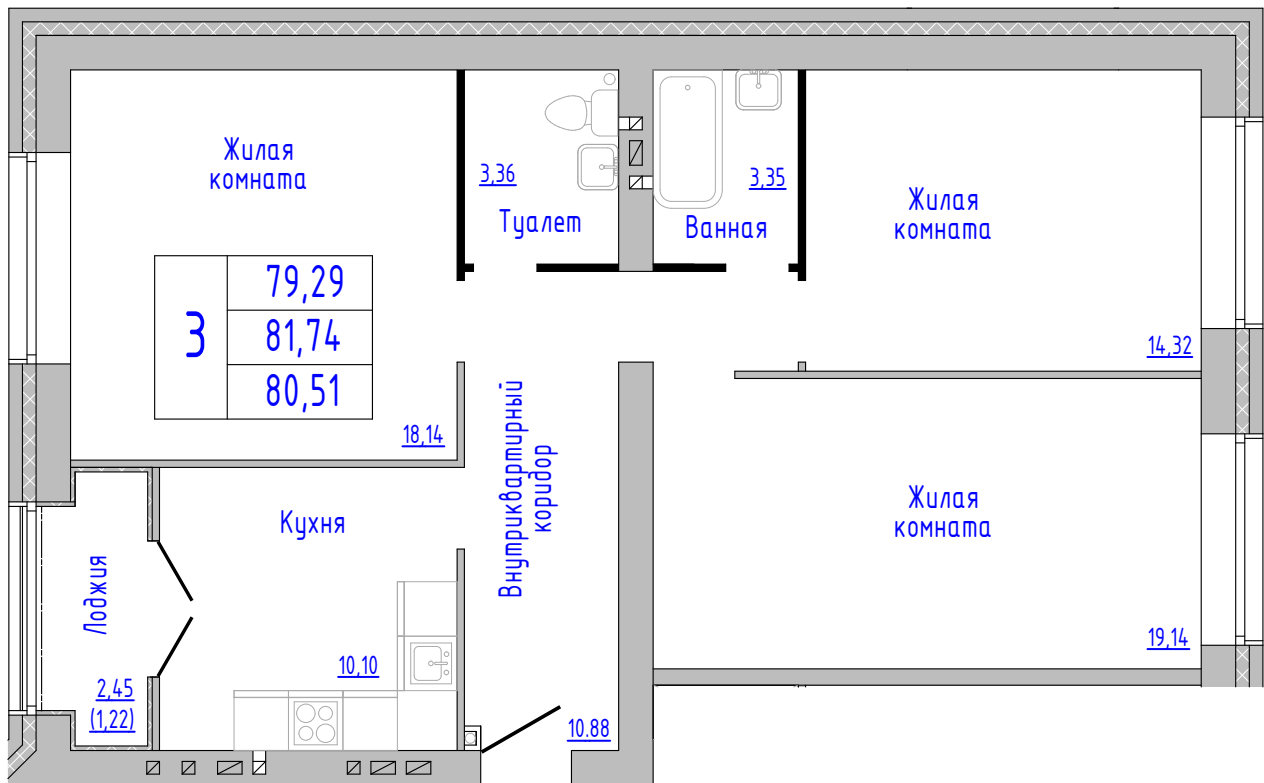 Жилая
комната
3,36
Туалет
3,35
Ванная
Жилая
комната
14,32
3
79,29
81,74
80,51
18,14
Внутриквартирный
коридор
10.88
Кухня
10,10
Лоджия
2,45
(1,22)
Жилая
комната
19,14